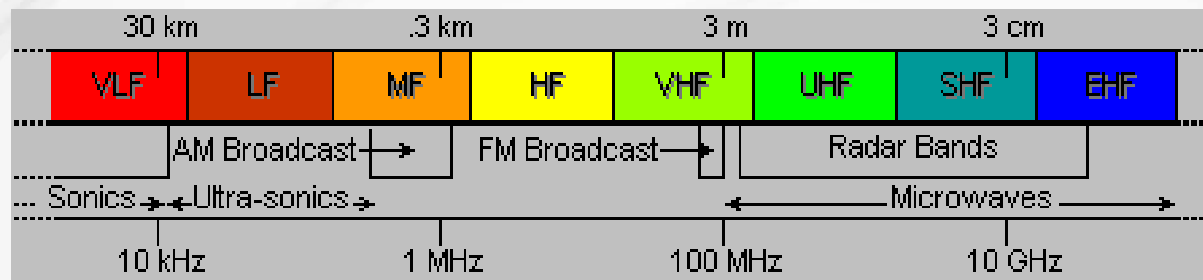 30 km .3 km 3 m 3 cm
VLF LF MF HF VHF UHF SHF EHF
AM Broadcast FM Broadcast Radar Bands
Sonics Ultra-sonics Microwaves
10 kHz 1 MHz 100 MHz 10 GHz